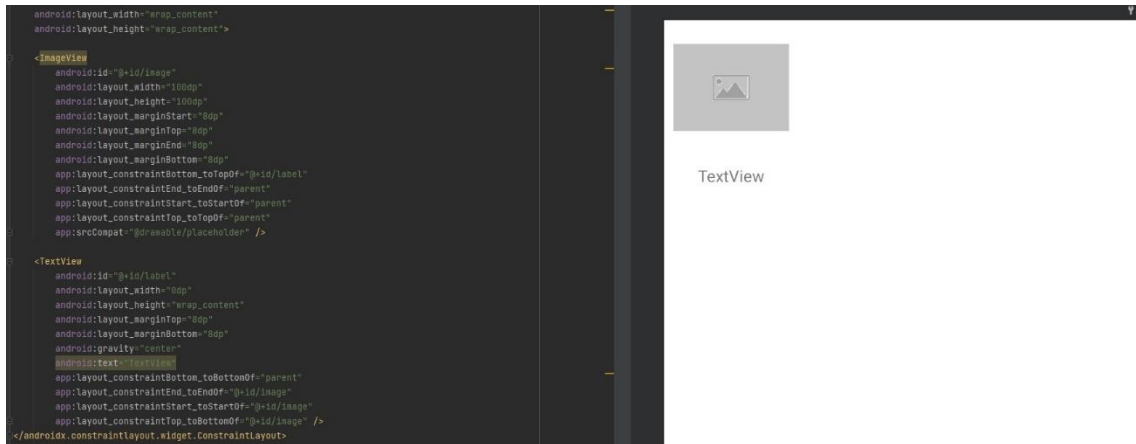 android:layout_width="wrap_content"
android:layout_height="wrap_content">
<ImageView
android:id="@+id/image"
android:layout_width="100dp"
android:layout_height="100dp"
android:layout_marginStart="8dp"
android:layout_marginTop="8dp"
android:layout_marginEnd="8dp"
android:layout_marginBottom="8dp"
app:layout_constraintBottom_toTopOf="@+id/label"
app:layout_constraintEnd_toEndOf="parent"
app:layout_constraintStart_toStartOf="parent"
app:layout_constraintTop_toTopOf="parent"
app:srcCompat="@drawable/placeholder" />
<TextView
android:id="@+id/label"
android:layout_width="0dp"
android:layout_height="wrap_content"
android:layout_marginTop="8dp"
android:layout_marginBottom="8dp"
android:gravity="center"
android:text="TextView"
app:layout_constraintBottom_toBottomOf="parent"
app:layout_constraintEnd_toEndOf="@+id/image"
app:layout_constraintStart_toStartOf="@+id/image"
app:layout_constraintTop_toBottomOf="@+id/image" />
</androidx.constraintlayout.widget.ConstraintLayout>
TextView